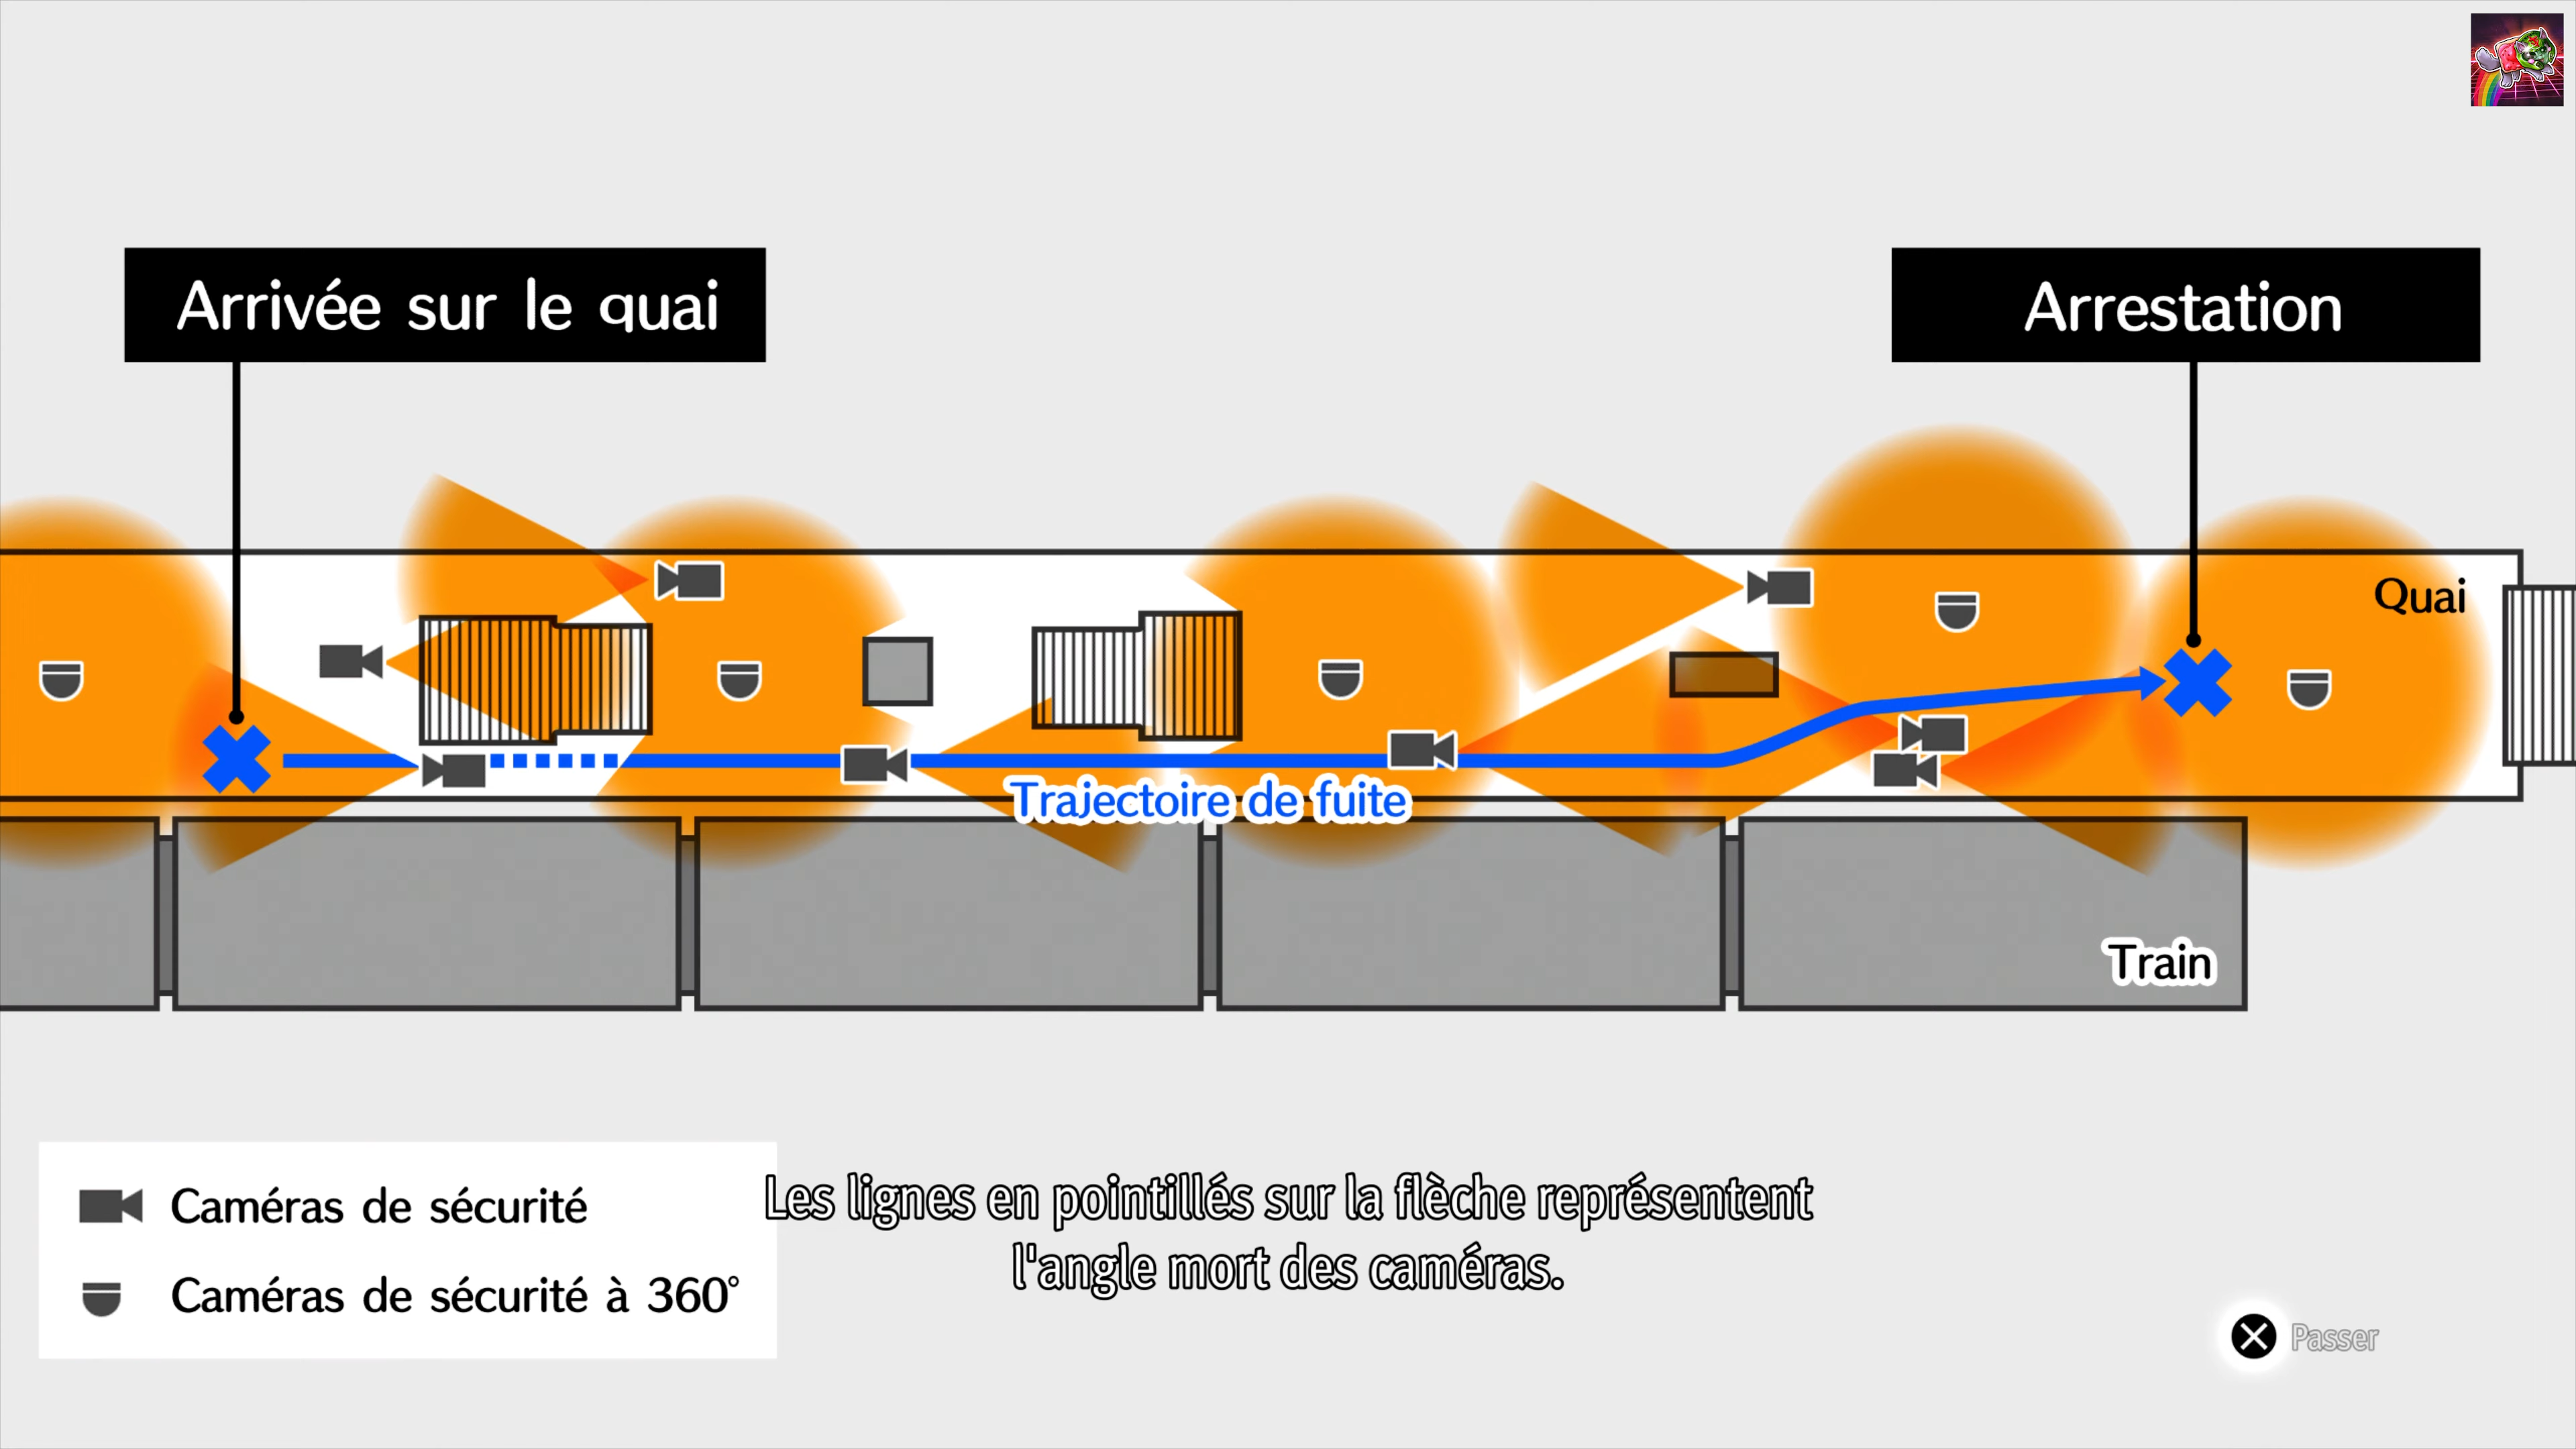 Arrivée sur le quai
Arrestation
Quai
Trajectoire de fuite
Train
Caméras de sécurité
Caméras de sécurité à 360°
Les lignes en pointillés sur la flèche représentent
l'angle mort des caméras.
Passer